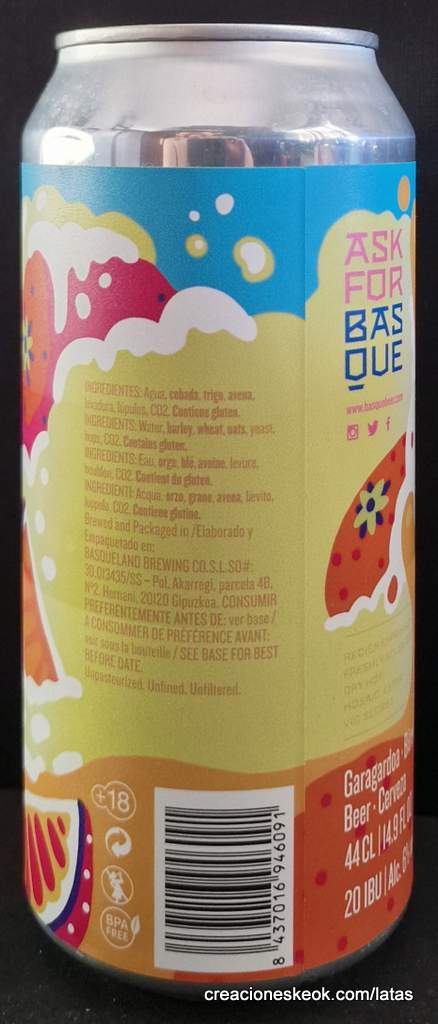 ASK
FOR
BAS
QUE
www.basquebeer.com
INGREDIENTES: Agua, cebada, trigo, avena,
levadura, lúpulos, CO2. Contiene gluten.
INGREDIENTS: Water, barley, wheat, oats, yeast,
hops, CO2. Contains gluten.
INGREDIENTS: Eau, orge, blé, avoine, levure,
houblon, CO2. Contient du gluten.
INGREDIENTI: Acqua, orzo, grano, avena, lievito,
luppolo, CO2. Contiene glutine.
Brewed and Packaged in /Elaborado y
Empaquetado en:
BASQUELAND BREWING CO.S.L.SO#:
30.013435/SS – Pol. Akarregi, parcela 4B,
Nº2. Hernani, 20120 Gipuzkoa. CONSUMIR
PREFERENTEMENTE ANTES DE: ver base /
A CONSOMMER DE PRÉFÉRENCE AVANT:
voir sous la bouteille / SEE BASE FOR BEST
BEFORE DATE.
Unpasteurized. Unfined. Unfiltered.
+18
BPA
FREE
8 437016 946091
Garagardoa ·
Beer · Cerveza
44CL | 14.9 FL
20 IBU | Alc. 6%
creacioneskeok.com/latas